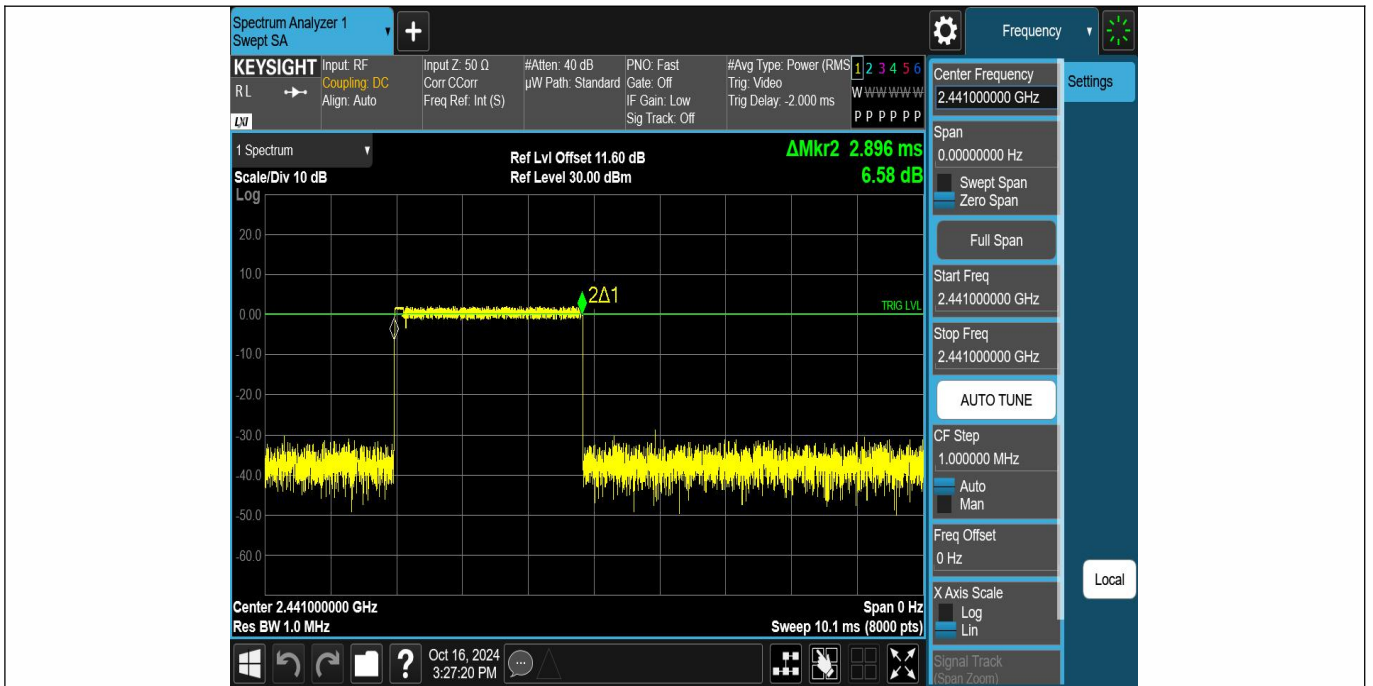 Spectrum Analyzer 1
Swept SA
+
Frequency
KEYSIGHT
RL
LXI
Input: RF
Coupling: DC
Align: Auto
Input Z: 50 Ω
Corr CCorr
Freq Ref: Int (S)
#Atten: 40 dB
µW Path: Standard
PNO: Fast
Gate: Off
IF Gain: Low
Sig Track: Off
#Avg Type: Power (RMS
Trig: Video
Trig Delay: -2.000 ms
1 2 3 4 5 6
W W W W W W
P P P P P P
1 Spectrum
Scale/Div 10 dB
Log
Ref Lvl Offset 11.60 dB
Ref Level 30.00 dBm
ΔMkr2 2.896 ms
6.58 dB
20.0
10.0
0.00
-10.0
-20.0
-30.0
-40.0
-50.0
-60.0
2Δ1
TRIG LVL
Center 2.441000000 GHz
Res BW 1.0 MHz
Span 0 Hz
Sweep 10.1 ms (8000 pts)
Center Frequency
2.441000000 GHz
Settings
Span
0.00000000 Hz
Swept Span
Zero Span
Full Span
Start Freq
2.441000000 GHz
Stop Freq
2.441000000 GHz
AUTO TUNE
CF Step
1.000000 MHz
Auto
Man
Freq Offset
0 Hz
X Axis Scale
Log
Lin
Local
Signal Track
(Span Zoom)
?
Oct 16, 2024
3:27:20 PM